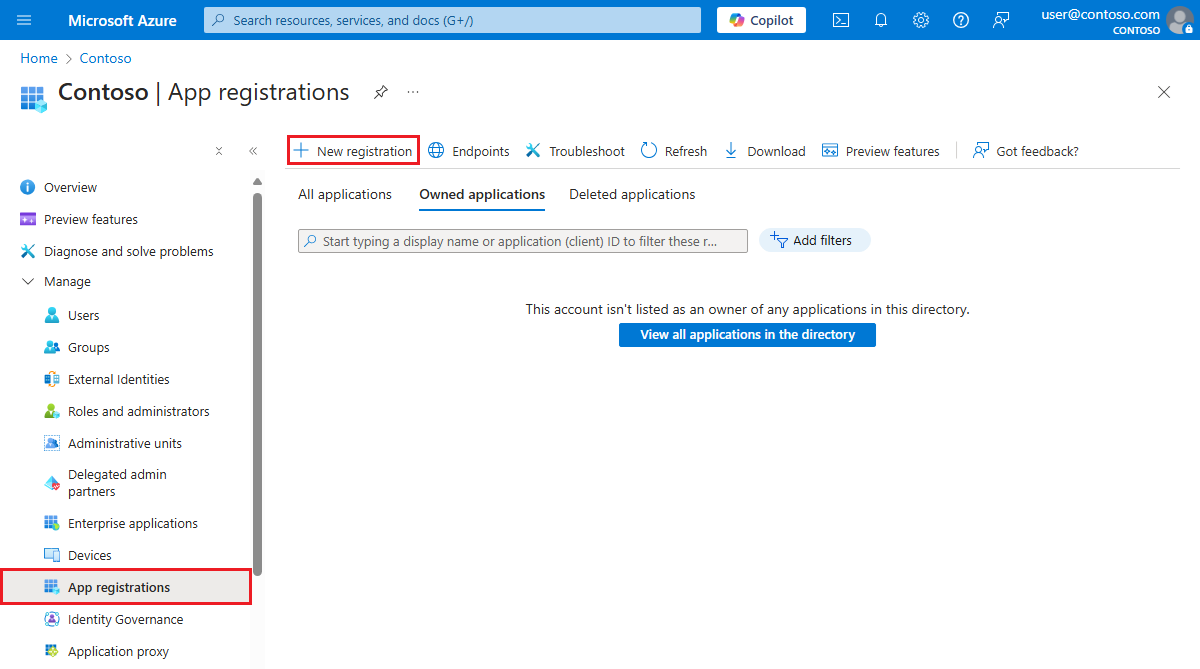 Microsoft Azure
Search resources, services, and docs (G+/)
Copilot
user@contoso.com
CONTOSO
Home > Contoso
Contoso | App registrations
New registration
Endpoints
Troubleshoot
Refresh
Download
Preview features
Got feedback?
Overview
Preview features
Diagnose and solve problems
Manage
Users
Groups
External Identities
Roles and administrators
Administrative units
Delegated admin
partners
Enterprise applications
Devices
App registrations
Identity Governance
Application proxy
All applications
Owned applications
Deleted applications
Start typing a display name or application (client) ID to filter these r...
Add filters
This account isn't listed as an owner of any applications in this directory.
View all applications in the directory